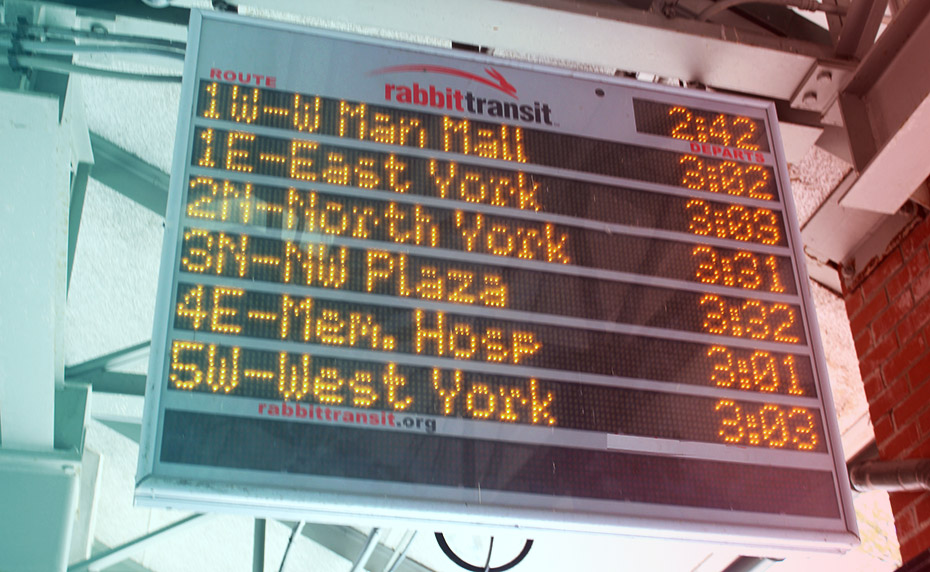 rabbittransit
2:42
ROUTE DEPARTS
1W-W Man Mall 3:02
1E-East York 3:03
2N-North York 3:31
3N-NW Plaza 3:32
4E-Mem. Hosp 3:01
5W-West York 3:03
rabbittransit.org